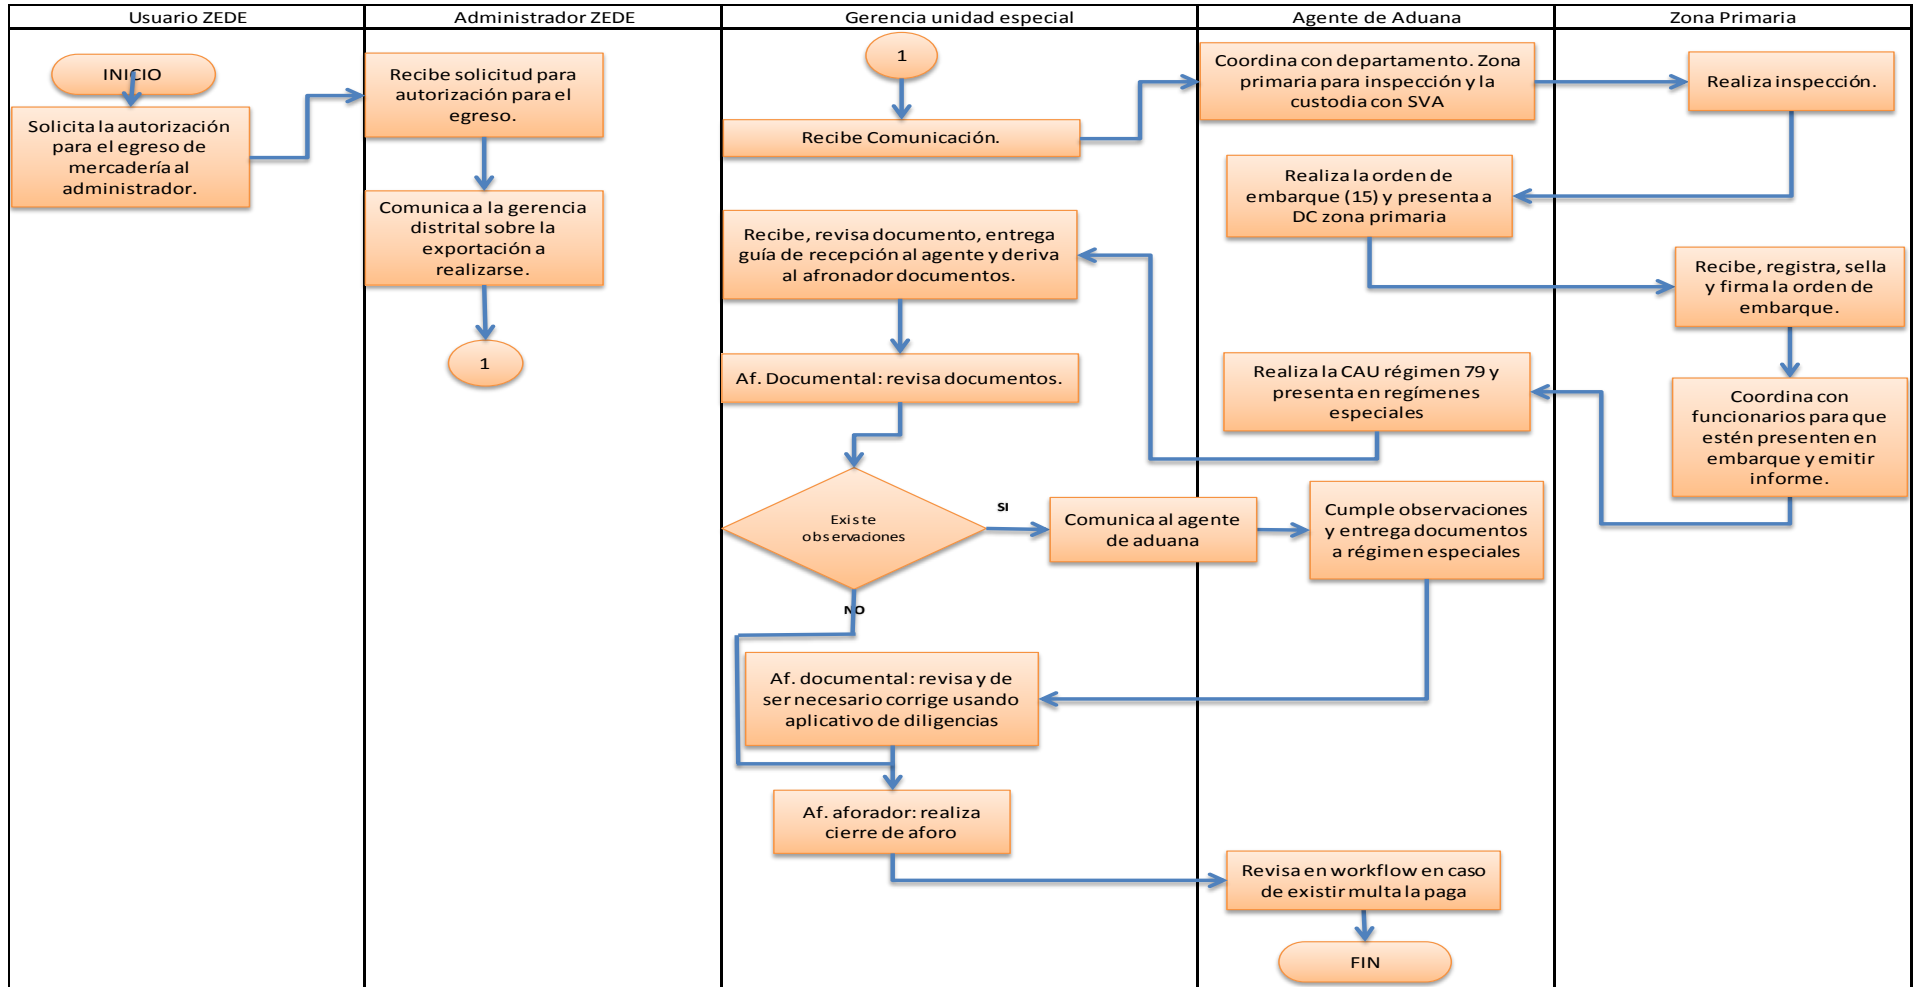 Usuario ZEDE
Administrador ZEDE
Gerencia unidad especial
Agente de Aduana
Zona Primaria
INICIO
Solicita la autorización
para el egreso de
mercadería al
administrador.
Recibe solicitud para
autorización para el
egreso.
Comunica a la gerencia
distrital sobre la
exportación a
realizarse.
1
1
Recibe Comunicación.
Coordina con departamento. Zona
primaria para inspección y la
custodia con SVA
Realiza inspección.
Realiza la orden de
embarque (15) y presenta a
DC zona primaria
Recibe, registra, sella
y firma la orden de
embarque.
Coordina con
funcionarios para que
estén presenten en
embarque y emitir
informe.
Realiza la CAU régimen 79 y
presenta en regímenes
especiales
Recibe, revisa documento, entrega
guía de recepción al agente y deriva
al afronador documentos.
Af. Documental: revisa documentos.
Existe
observaciones
SI
Comunica al agente
de aduana
Cumple observaciones
y entrega documentos
a régimen especiales
NO
Af. documental: revisa y de
ser necesario corrige usando
aplicativo de diligencias
Af. aforador: realiza
cierre de aforo
Revisa en workflow en caso
de existir multa la paga
FIN